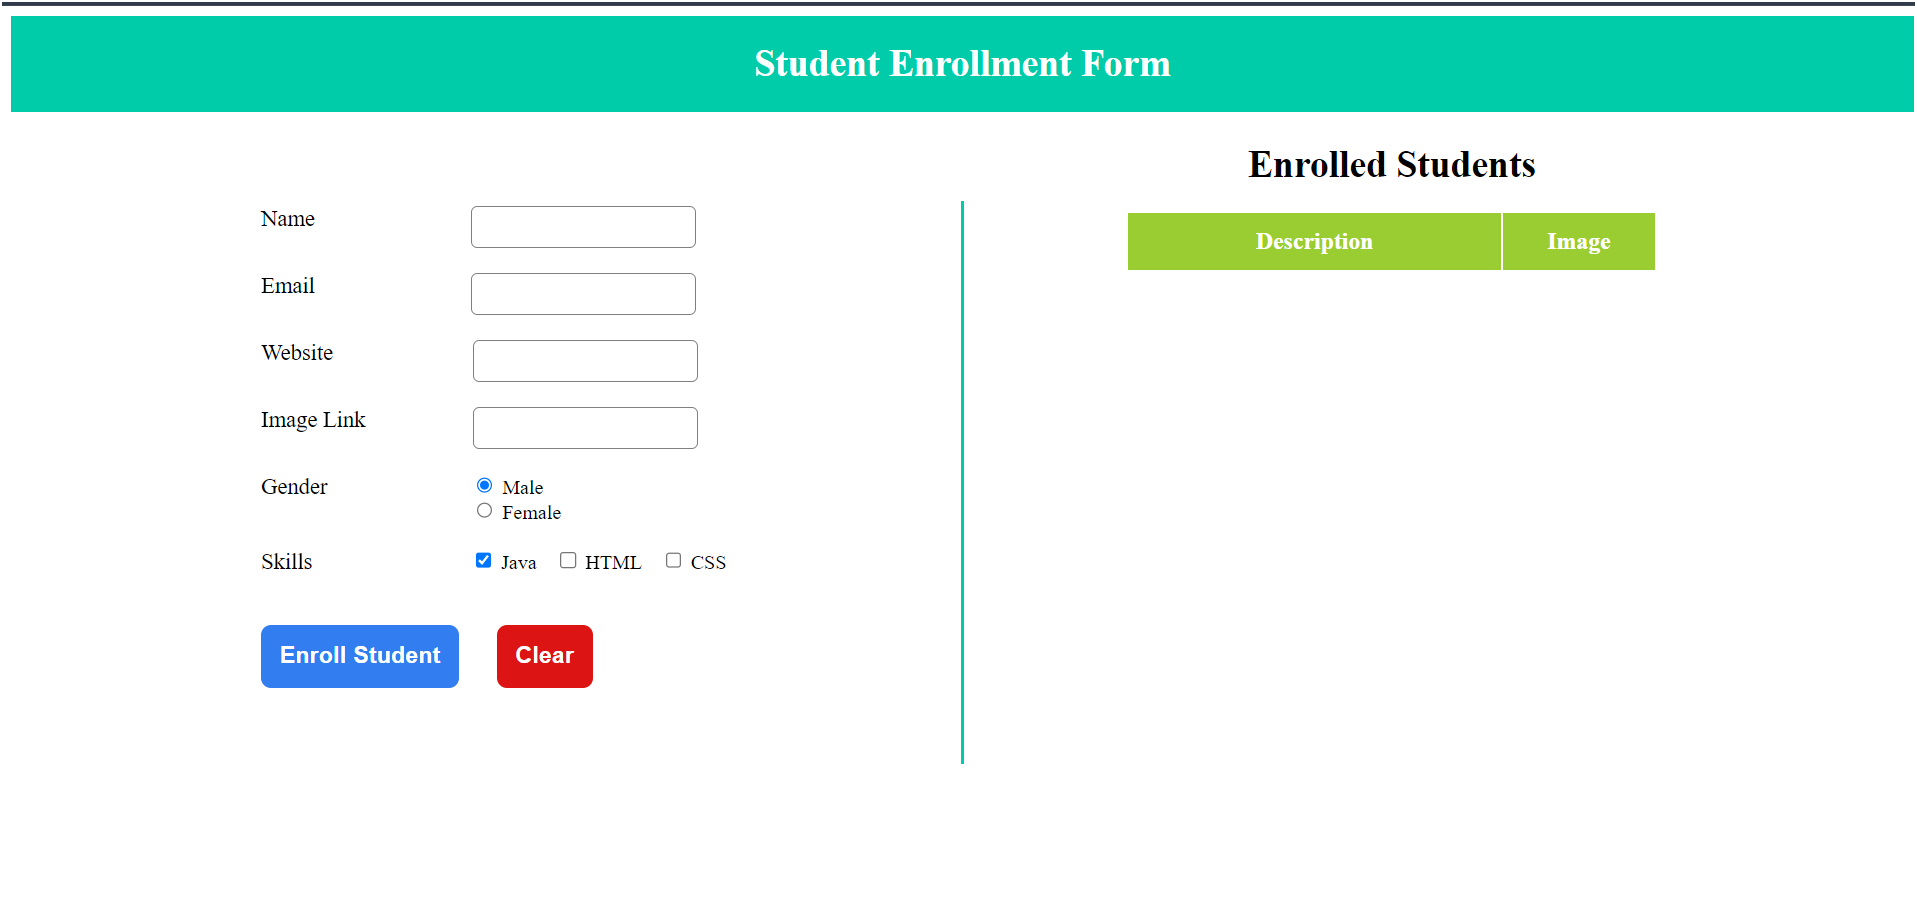 Student Enrollment Form
Name
Email
Website
Image Link
Gender
Male
Female
Skills
Java HTML CSS
Enroll Student Clear
Enrolled Students
Description Image